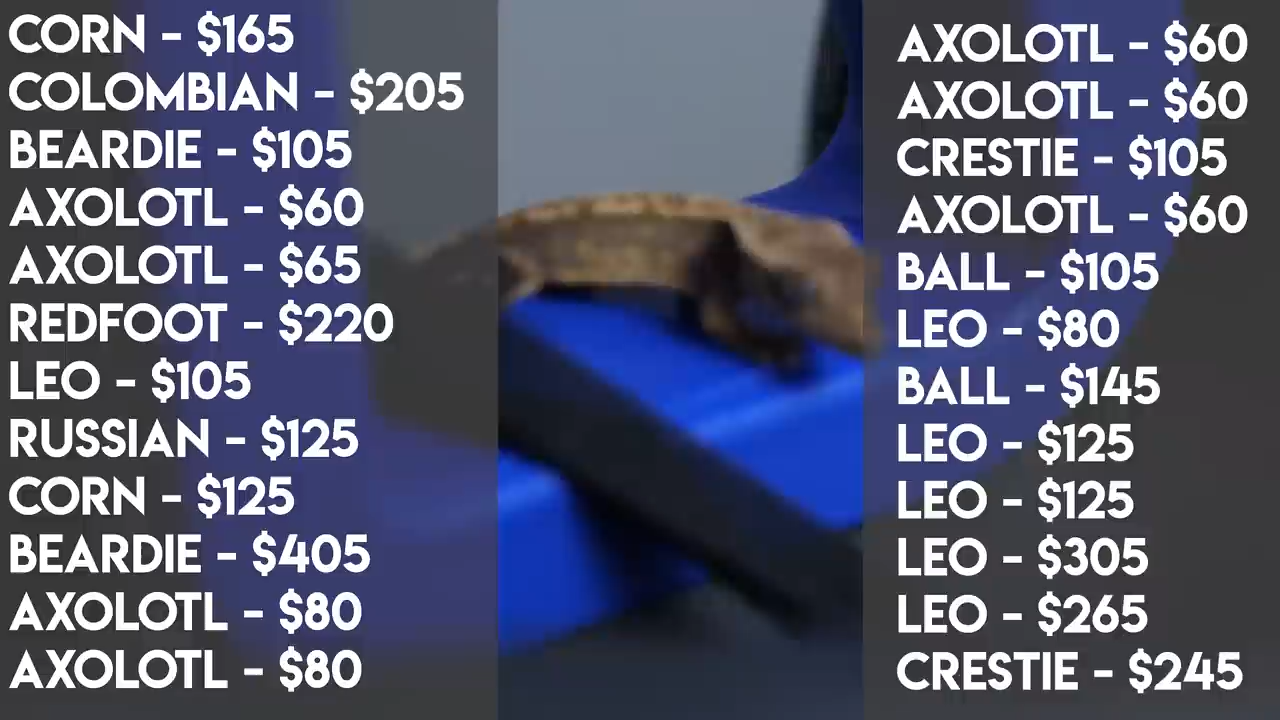 CORN - $165
COLOMBIAN - $205
BEARDIE - $105
AXOLOTL - $60
AXOLOTL - $65
REDFOOT - $220
LEO - $105
RUSSIAN - $125
CORN - $125
BEARDIE - $405
AXOLOTL - $80
AXOLOTL - $80
AXOLOTL - $60
AXOLOTL - $60
CRESTIE - $105
AXOLOTL - $60
BALL - $105
LEO - $80
BALL - $145
LEO - $125
LEO - $125
LEO - $305
LEO - $265
CRESTIE - $245